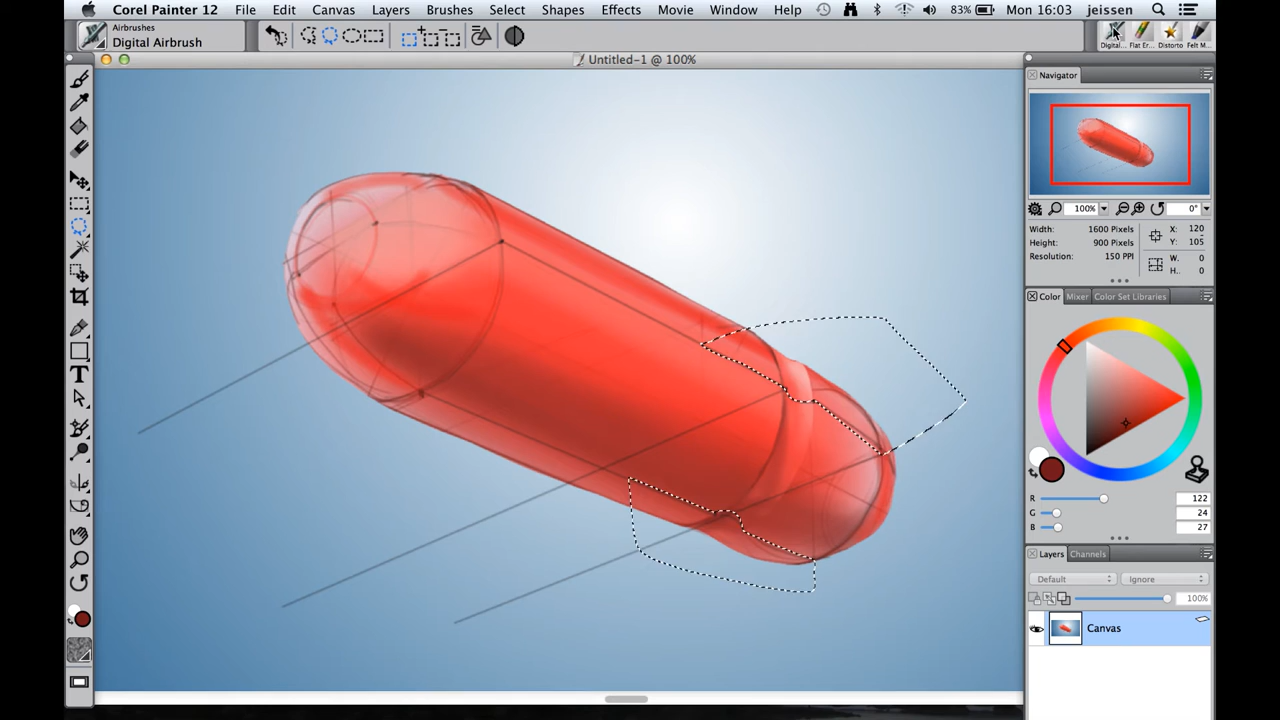 Corel Painter 12 File Edit Canvas Layers Brushes Select Shapes Effects Movie Window Help 83% Mon 16:03 jeissen
Airbrushes
Digital Airbrush
Digital... Flat Er... Distorto Felt M...
Untitled-1 @ 100%
Navigator
100% 0°
Width: 1600 Pixels X: 120
Height: 900 Pixels Y: 105
Resolution: 150 PPI W. 0
H. 0
Color Mixer Color Set Libraries
R 122
G 24
B 27
Layers Channels
Default Ignore
100%
Canvas
T